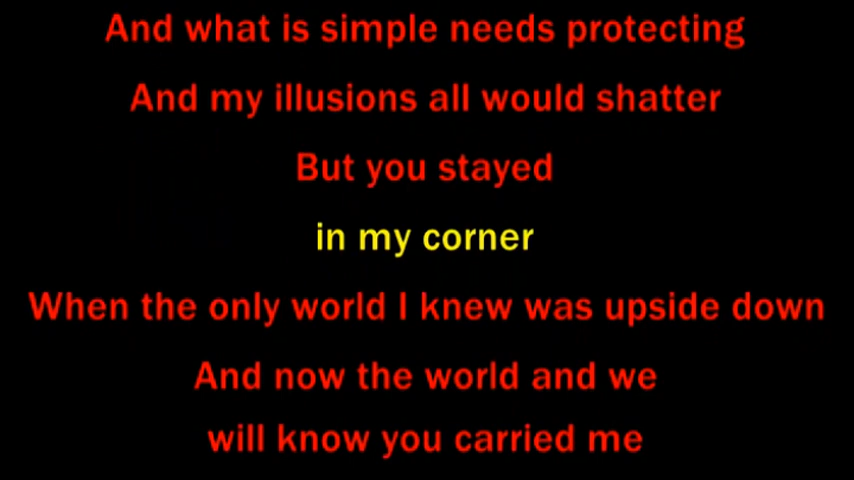 And what is simple needs protecting
And my illusions all would shatter
But you stayed
in my corner
When the only world I knew was upside down
And now the world and we
will know you carried me